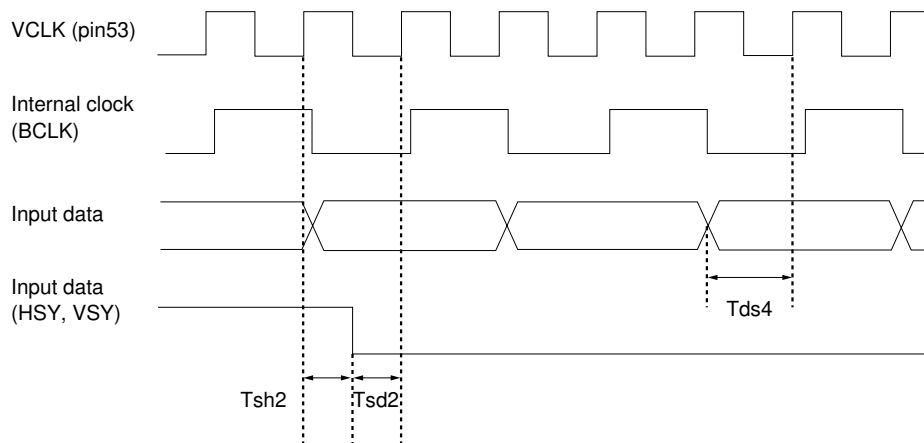 VCLK (pin53)
Internal clock
(BCLK)
Input data
Input data
(HSY, VSY)
Tds4
Tsh2
Tsd2